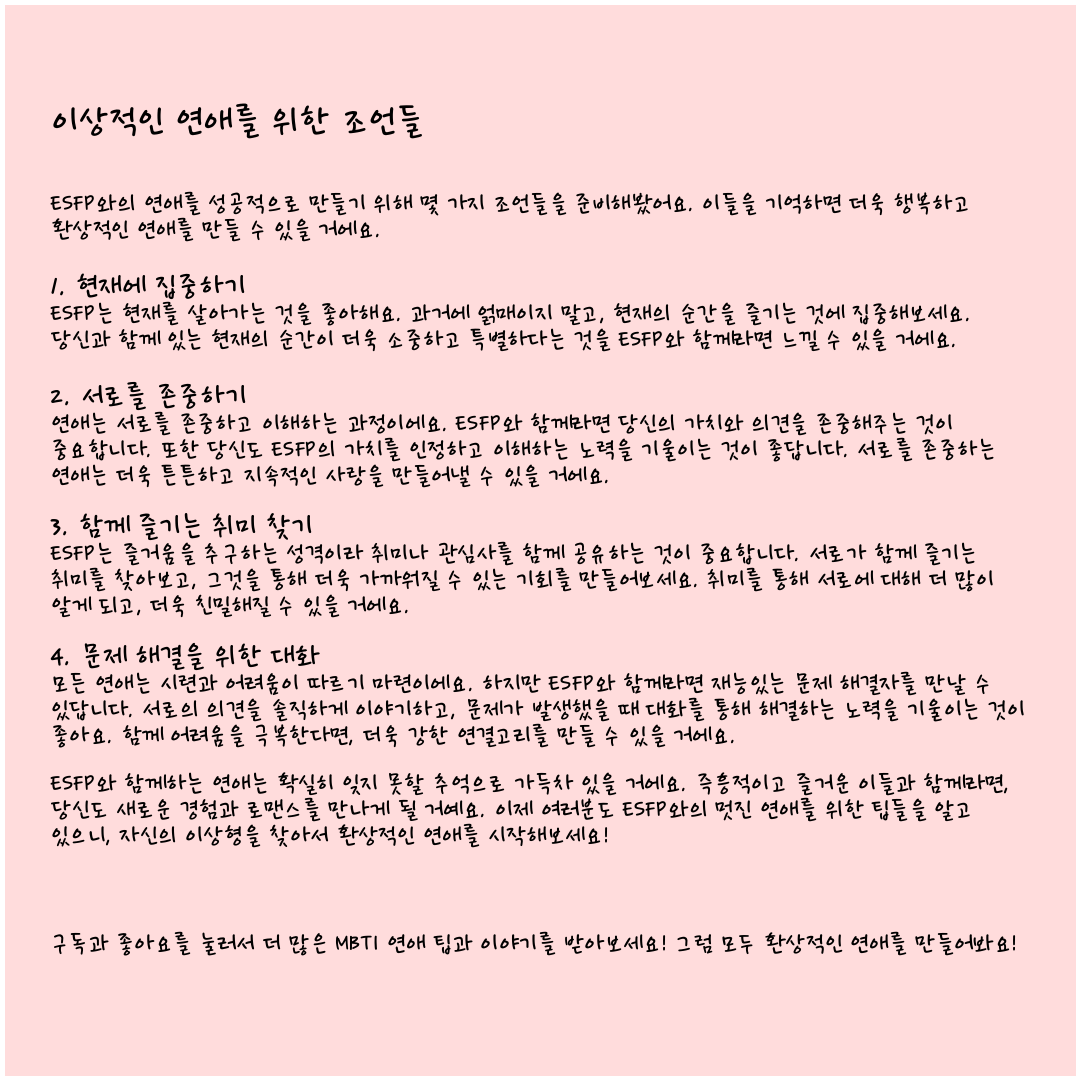 이상적인 연애를 위한 조언들
ESFP와의 연애를 성공적으로 만들기 위해 몇 가지 조언들을 준비해봤어요. 이들을 기억하면 더욱 행복하고
환상적인 연애를 만들 수 있을 거에요.
1. 현재에 집중하기
ESFP는 현재를 살아가는 것을 좋아해요. 과거에 얽매이지 말고, 현재의 순간을 즐기는 것에 집중해보세요.
당신과 함께 있는 현재의 순간이 더욱 소중하고 특별하다는 것을 ESFP와 함께라면 느낄 수 있을 거에요.
2. 서로를 존중하기
연애는 서로를 존중하고 이해하는 과정이에요. ESFP와 함께라면 당신의 가치와 의견을 존중해주는 것이
중요합니다. 또한 당신도 ESFP의 가치를 인정하고 이해하는 노력을 기울이는 것이 좋답니다. 서로를 존중하는
연애는 더욱 튼튼하고 지속적인 사랑을 만들어낼 수 있을 거에요.
3. 함께 즐기는 취미 찾기
ESFP는 즐거움을 추구하는 성격이라 취미나 관심사를 함께 공유하는 것이 중요합니다. 서로가 함께 즐기는
취미를 찾아보고, 그것을 통해 더욱 가까워질 수 있는 기회를 만들어보세요. 취미를 통해 서로에 대해 더 많이
알게 되고, 더욱 친밀해질 수 있을 거에요.
4. 문제 해결을 위한 대화
모든 연애는 시련과 어려움이 따르기 마련이에요. 하지만 ESFP와 함께라면 재능있는 문제 해결자를 만날 수
있답니다. 서로의 의견을 솔직하게 이야기하고, 문제가 발생했을 때 대화를 통해 해결하는 노력을 기울이는 것이
좋아요. 함께 어려움을 극복한다면, 더욱 강한 연결고리를 만들 수 있을 거에요.
ESFP와 함께하는 연애는 확실히 잊지 못할 추억으로 가득차 있을 거에요. 즉흥적이고 즐거운 이들과 함께라면,
당신도 새로운 경험과 로맨스를 만나게 될 거예요. 이제 여러분도 ESFP와의 멋진 연애를 위한 팁들을 알고
있으니, 자신의 이상형을 찾아서 환상적인 연애를 시작해보세요!
구독과 좋아요를 눌러서 더 많은 MBTI 연애 팁과 이야기를 받아보세요! 그럼 모두 환상적인 연애를 만들어봐요!